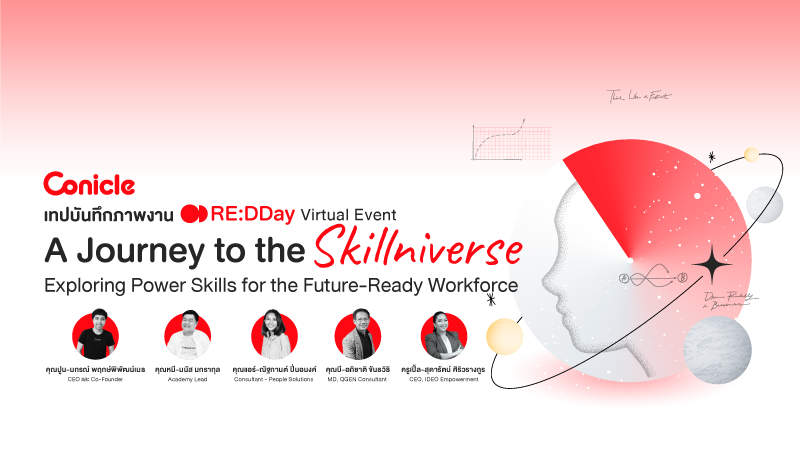 Conicle
เทปบันทึกภาพงาน RE:DDay Virtual Event
A Journey to the Skillniverse
Exploring Power Skills for the Future-Ready Workforce
คุณปูน-นกรณ์ พฤกษ์พิพัฒน์เมธ
CEO และ Co-Founder
คุณหมี-มนัส มทรากุล
Academy Lead
คุณแอร์-ณัฐกานต์ ปิ่นอนงค์
Consultant - People Solutions
คุณบี-อภิชาติ ขันธวิธิ
MD, QGEN Consultant
ครูเปิ้ล-สุดารัตน์ ศิริวรางกูร
CEO, IDEO Empowerment
A
B